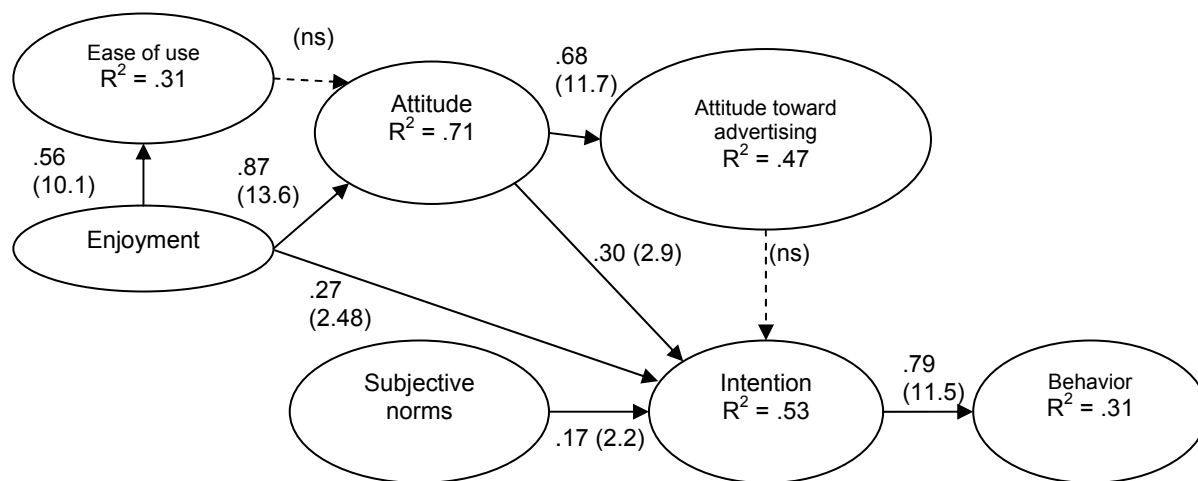 Ease of use
R² = .31
(ns)
Attitude
R² = .71
.68
(11.7)
Attitude toward
advertising
R² = .47
.56
(10.1)
.87
(13.6)
Enjoyment
.30 (2.9)
(ns)
.27
(2.48)
Subjective
norms
.17 (2.2)
Intention
R² = .53
.79
(11.5)
Behavior
R² = .31